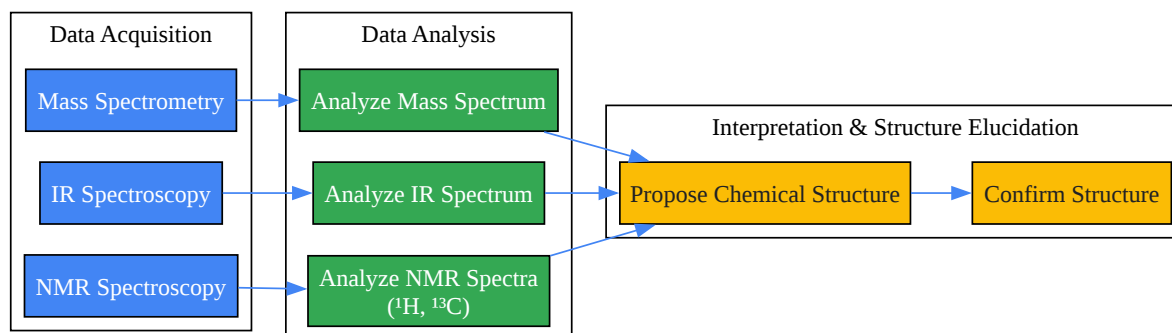 Data Acquisition
Mass Spectrometry
IR Spectroscopy
NMR Spectroscopy
Data Analysis
Analyze Mass Spectrum
Analyze IR Spectrum
Analyze NMR Spectra
(¹H, ¹³C)
Interpretation & Structure Elucidation
Propose Chemical Structure
Confirm Structure